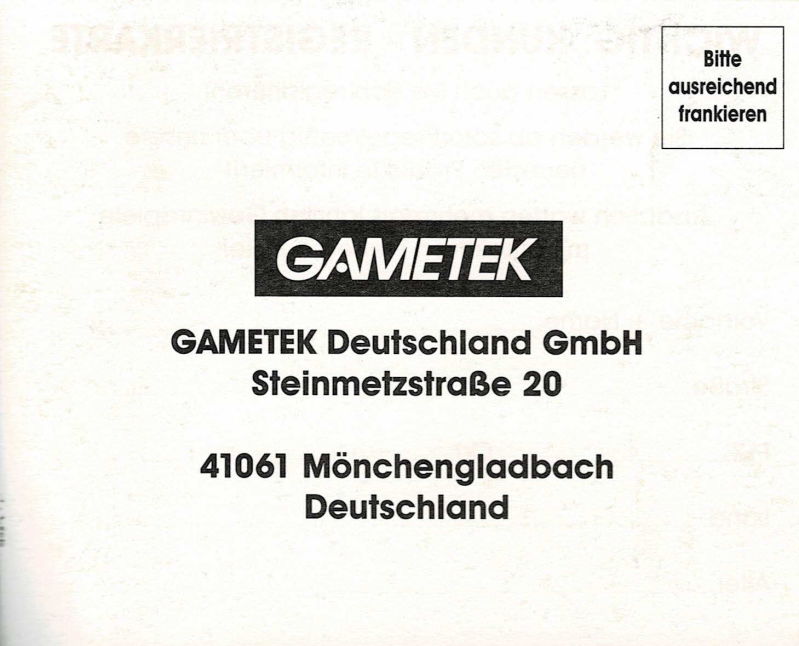 Bitte
ausreichend
frankieren
GAMETEK
GAMETEK Deutschland GmbH
Steinmetzstraße 20
41061 Mönchengladbach
Deutschland